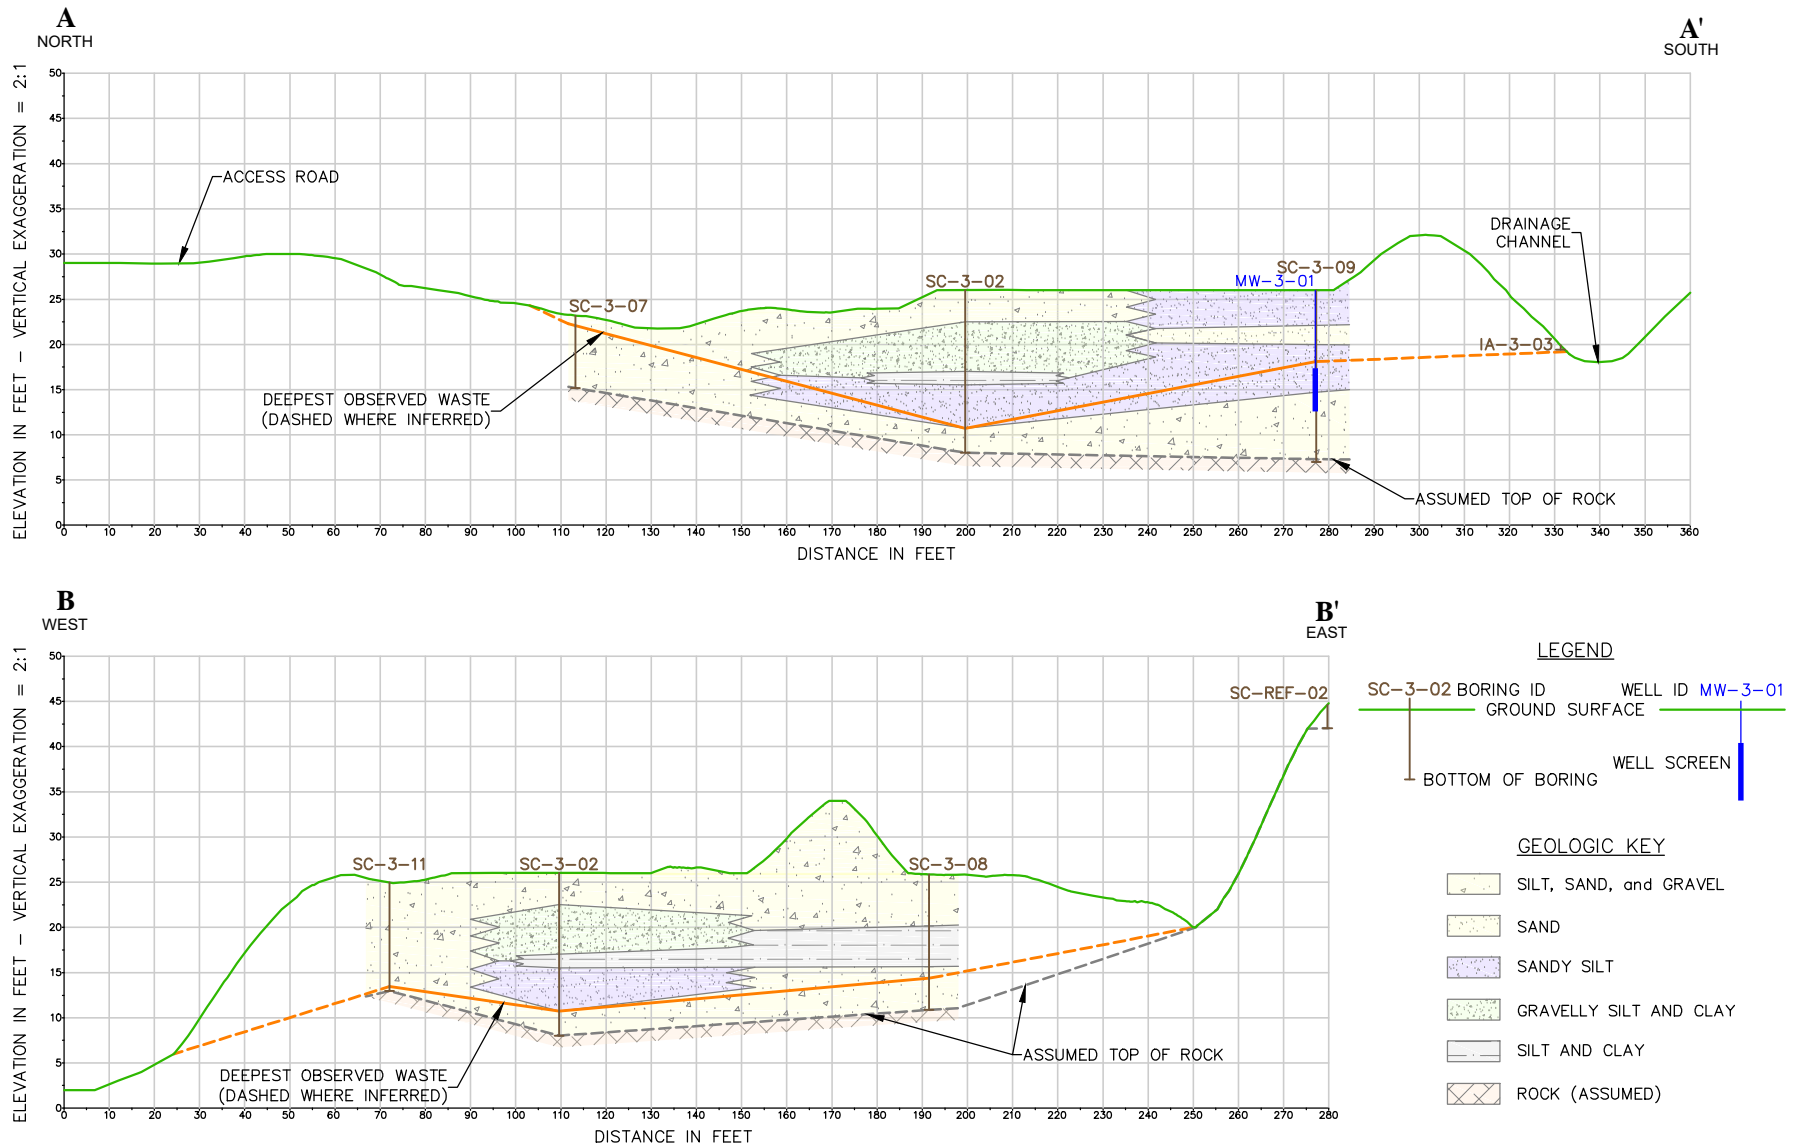 A
NORTH
A'
SOUTH
ELEVATION IN FEET – VERTICAL EXAGGERATION = 2:1
50
45
40
35
30
25
20
15
10
5
0
ACCESS ROAD
DRAINAGE
CHANNEL
SC-3-07
SC-3-02
SC-3-09
MW-3-01
IA-3-03
DEEPEST OBSERVED WASTE
(DASHED WHERE INFERRED)
ASSUMED TOP OF ROCK
0 10 20 30 40 50 60 70 80 90 100 110 120 130 140 150 160 170 180 190 200 210 220 230 240 250 260 270 280 290 300 310 320 330 340 350 360
DISTANCE IN FEET
B
WEST
B'
EAST
ELEVATION IN FEET – VERTICAL EXAGGERATION = 2:1
50
45
40
35
30
25
20
15
10
5
0
SC-REF-02
SC-3-11
SC-3-02
SC-3-08
ASSUMED TOP OF ROCK
DEEPEST OBSERVED WASTE
(DASHED WHERE INFERRED)
0 10 20 30 40 50 60 70 80 90 100 110 120 130 140 150 160 170 180 190 200 210 220 230 240 250 260 270 280
DISTANCE IN FEET
LEGEND
SC-3-02 BORING ID
WELL ID MW-3-01
GROUND SURFACE
WELL SCREEN
BOTTOM OF BORING
GEOLOGIC KEY
SILT, SAND, and GRAVEL
SAND
SANDY SILT
GRAVELLY SILT AND CLAY
SILT AND CLAY
ROCK (ASSUMED)